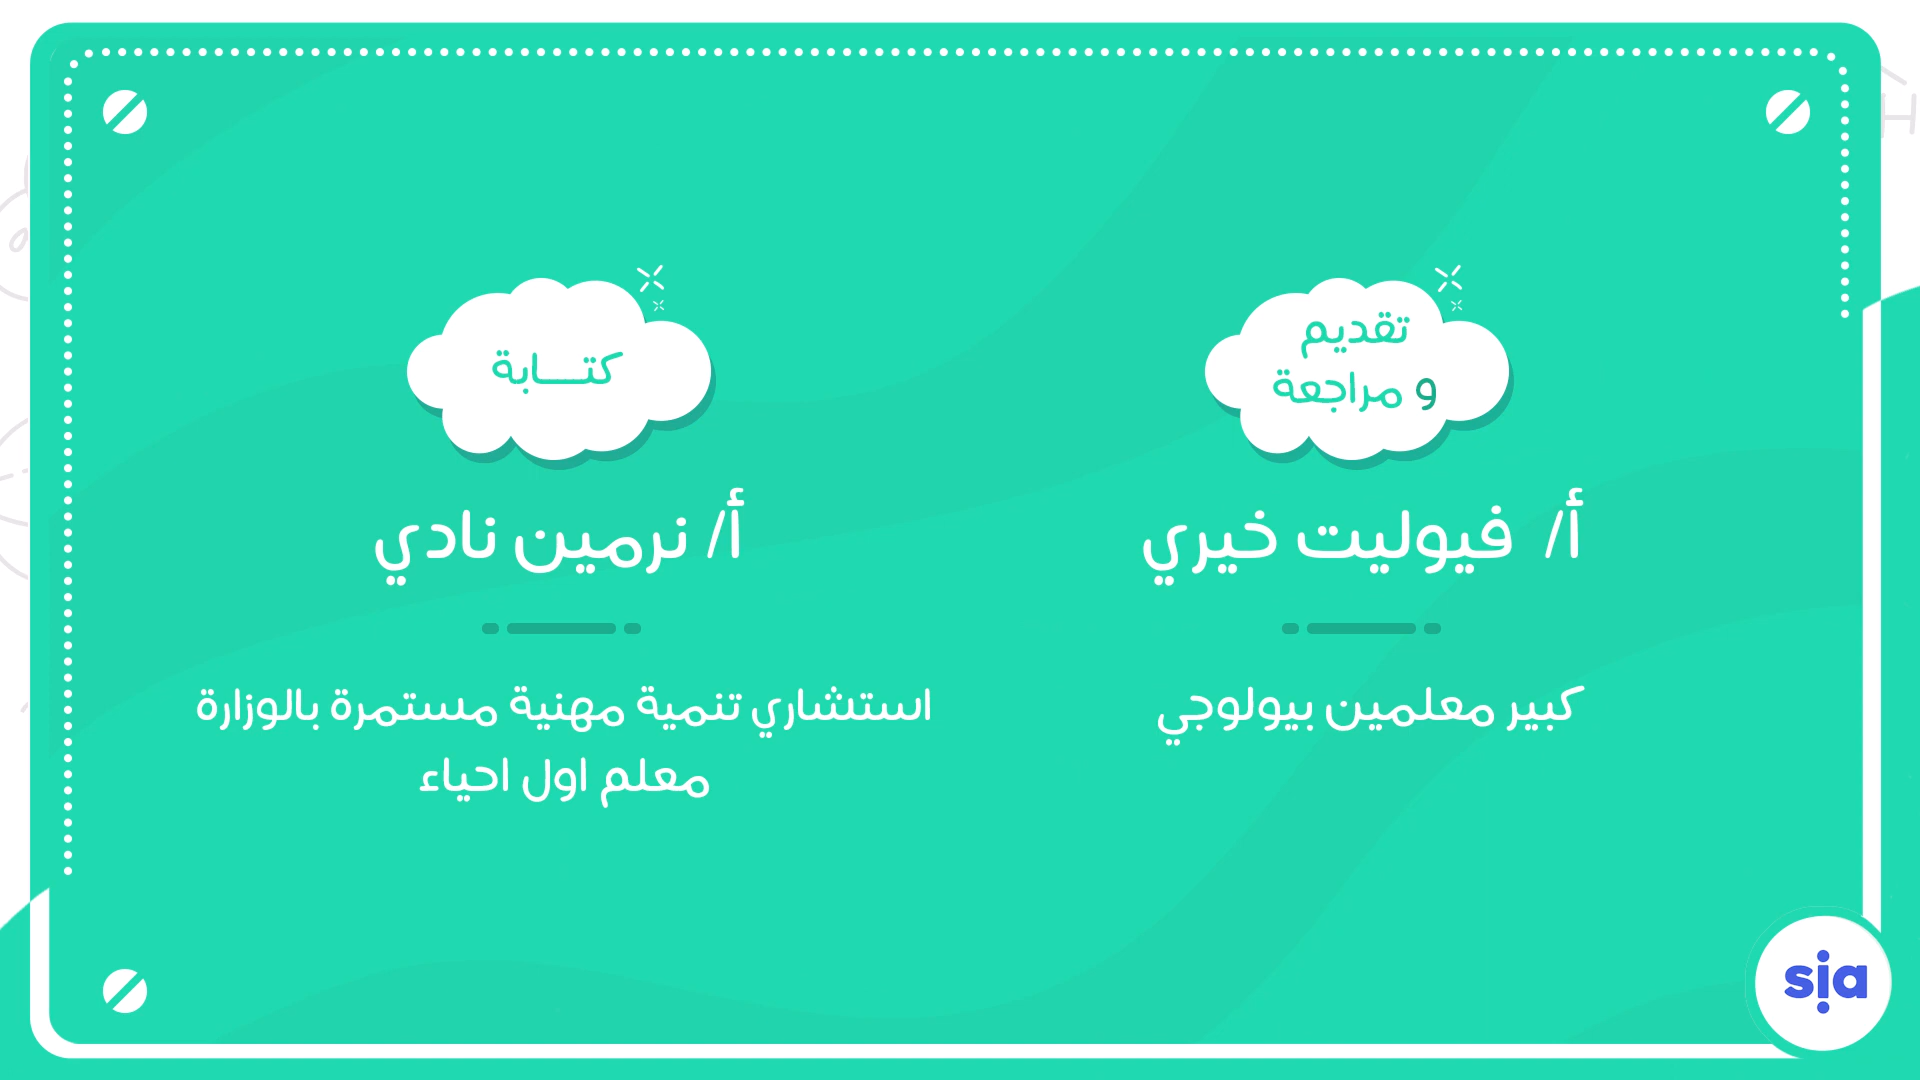 تقديم
و مراجعة
أ/ فيوليت خيري
كبير معلمين بيولوجي
كتـــابة
أ/ نرمين نادي
استشاري تنمية مهنية مستمرة بالوزارة
معلم اول احياء
sia